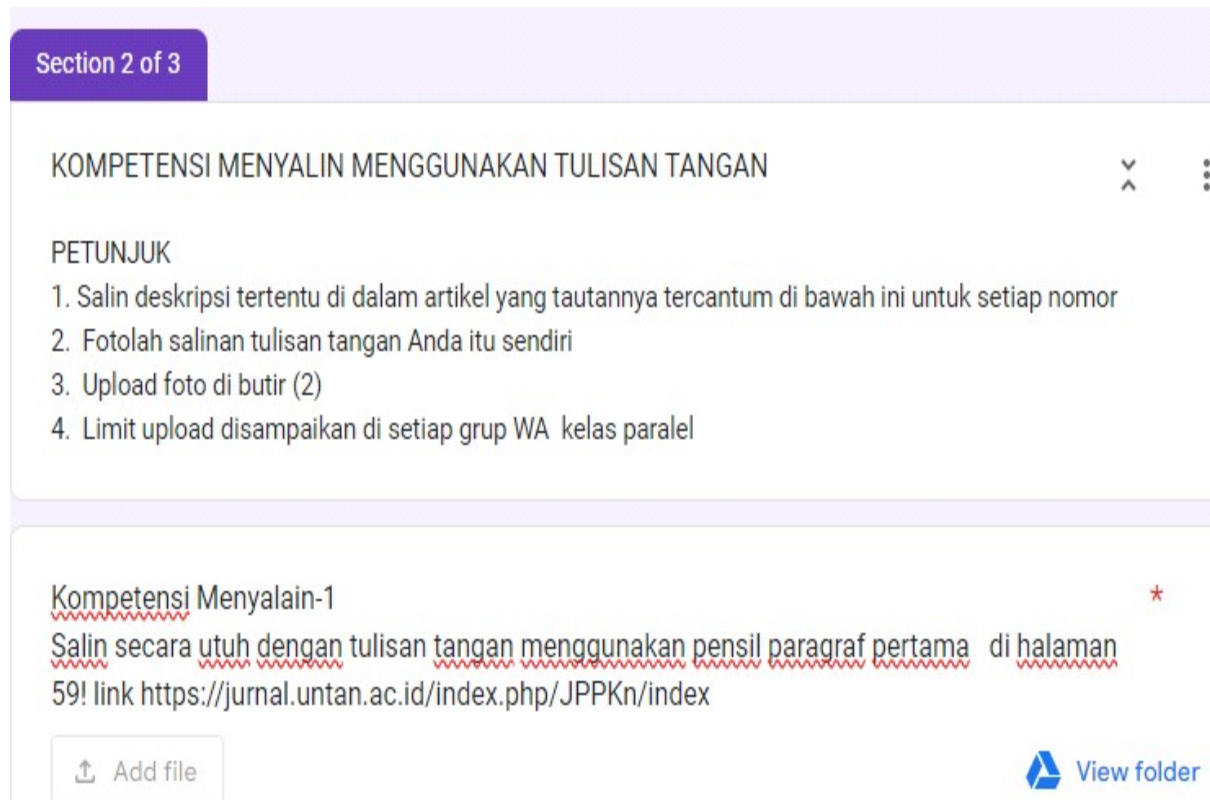 Section 2 of 3
KOMPETENSI MENYALIN MENGGUNAKAN TULISAN TANGAN
PETUNJUK
1. Salin deskripsi tertentu di dalam artikel yang tautannya tercantum di bawah ini untuk setiap nomor
2. Fotolah salinan tulisan tangan Anda itu sendiri
3. Upload foto di butir (2)
4. Limit upload disampaikan di setiap grup WA kelas paralel
Kompetensi Menyalain-1 *
Salin secara utuh dengan tulisan tangan menggunakan pensil paragraf pertama di halaman
59! link https://jurnal.untan.ac.id/index.php/JPPKn/index
Add file View folder